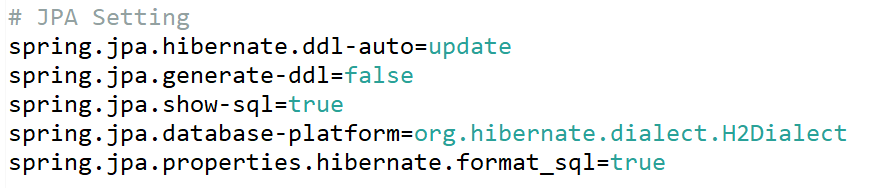 # JPA Setting
spring.jpa.hibernate.ddl-auto=update
spring.jpa.generate-ddl=false
spring.jpa.show-sql=true
spring.jpa.database-platform=org.hibernate.dialect.H2Dialect
spring.jpa.properties.hibernate.format_sql=true